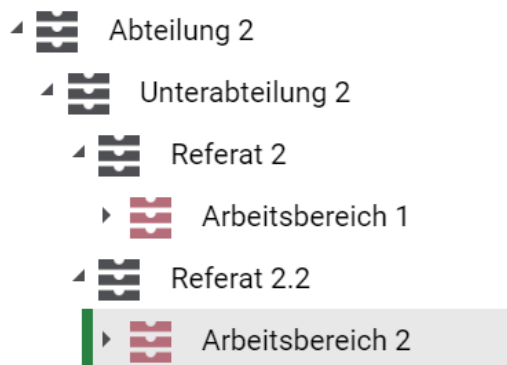 Abteilung 2
Unterabteilung 2
Referat 2
Arbeitsbereich 1
Referat 2.2
Arbeitsbereich 2